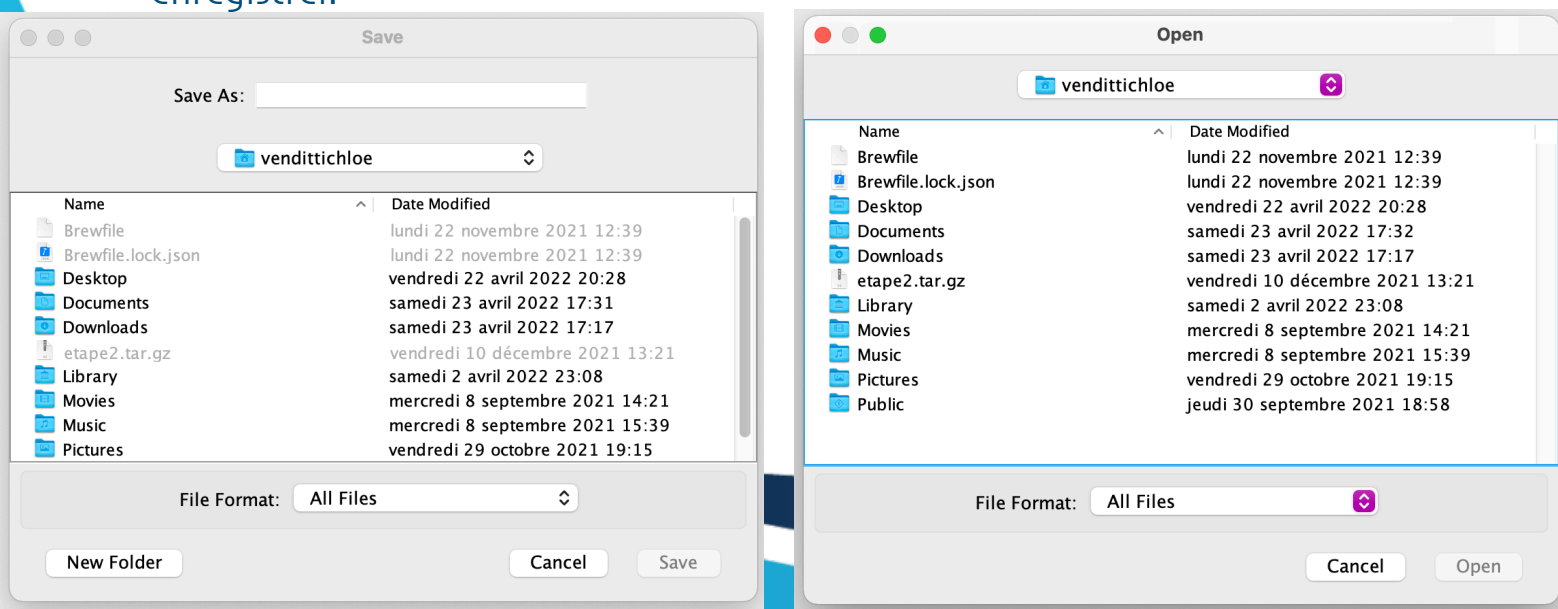 enregistrer.
Save
Save As:
vendittichloe
Name Date Modified
Brewfile lundi 22 novembre 2021 12:39
Brewfile.lock.json lundi 22 novembre 2021 12:39
Desktop vendredi 22 avril 2022 20:28
Documents samedi 23 avril 2022 17:31
Downloads samedi 23 avril 2022 17:17
etape2.tar.gz vendredi 10 décembre 2021 13:21
Library samedi 2 avril 2022 23:08
Movies mercredi 8 septembre 2021 14:21
Music mercredi 8 septembre 2021 15:39
Pictures vendredi 29 octobre 2021 19:15
File Format: All Files
New Folder Cancel Save
Open
vendittichloe
Name Date Modified
Brewfile lundi 22 novembre 2021 12:39
Brewfile.lock.json lundi 22 novembre 2021 12:39
Desktop vendredi 22 avril 2022 20:28
Documents samedi 23 avril 2022 17:32
Downloads samedi 23 avril 2022 17:17
etape2.tar.gz vendredi 10 décembre 2021 13:21
Library samedi 2 avril 2022 23:08
Movies mercredi 8 septembre 2021 14:21
Music mercredi 8 septembre 2021 15:39
Pictures vendredi 29 octobre 2021 19:15
Public jeudi 30 septembre 2021 18:58
File Format: All Files
Cancel Open